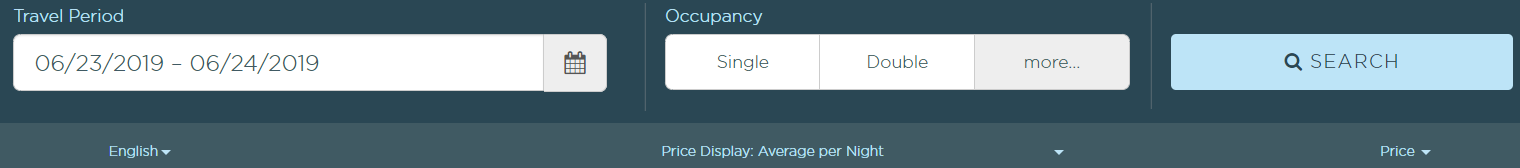 Travel Period
Occupancy
06/23/2019 – 06/24/2019
Single
Double
more...
SEARCH
English
Price Display: Average per Night
Price